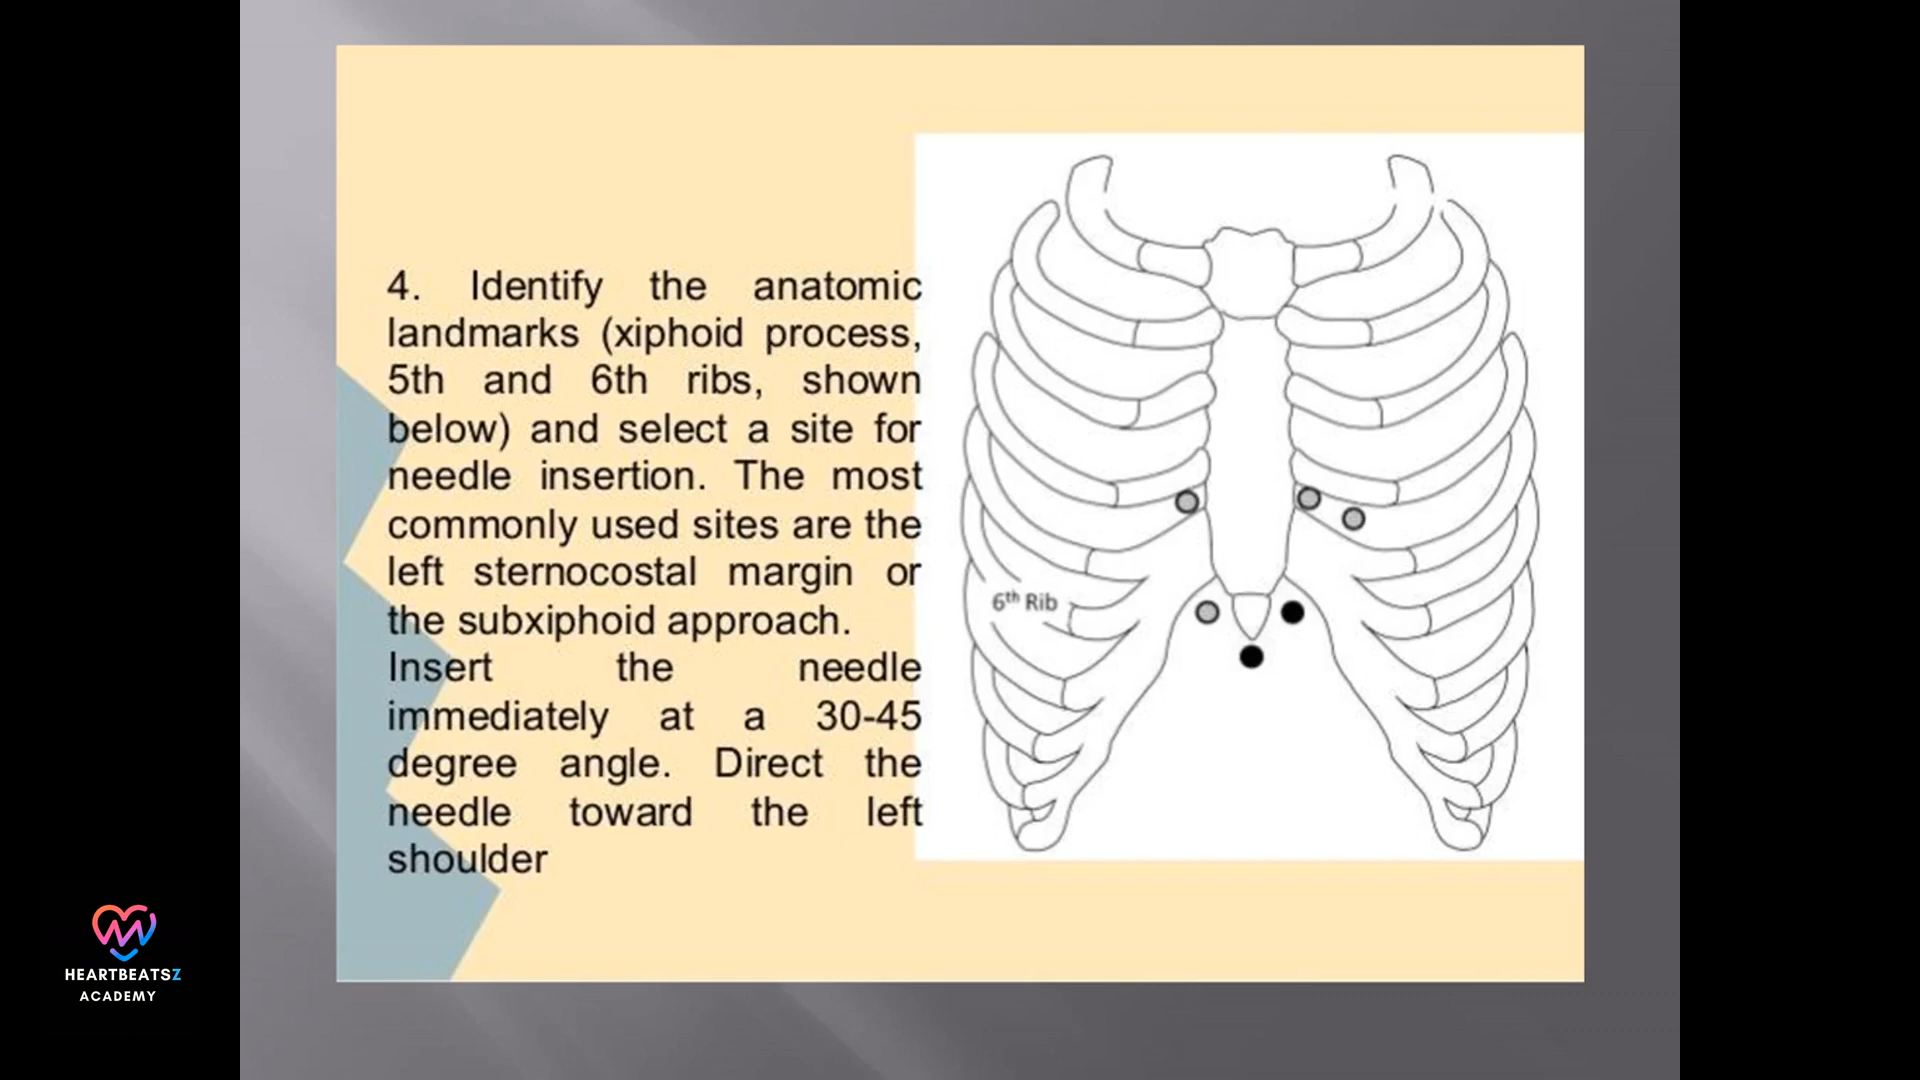 4. Identify the anatomic
landmarks (xiphoid process,
5th and 6th ribs, shown
below) and select a site for
needle insertion. The most
commonly used sites are the
left sternocostal margin or
the subxiphoid approach.
Insert the needle
immediately at a 30-45
degree angle. Direct the
needle toward the left
shoulder
6th Rib
HEARTBEATSZ
ACADEMY